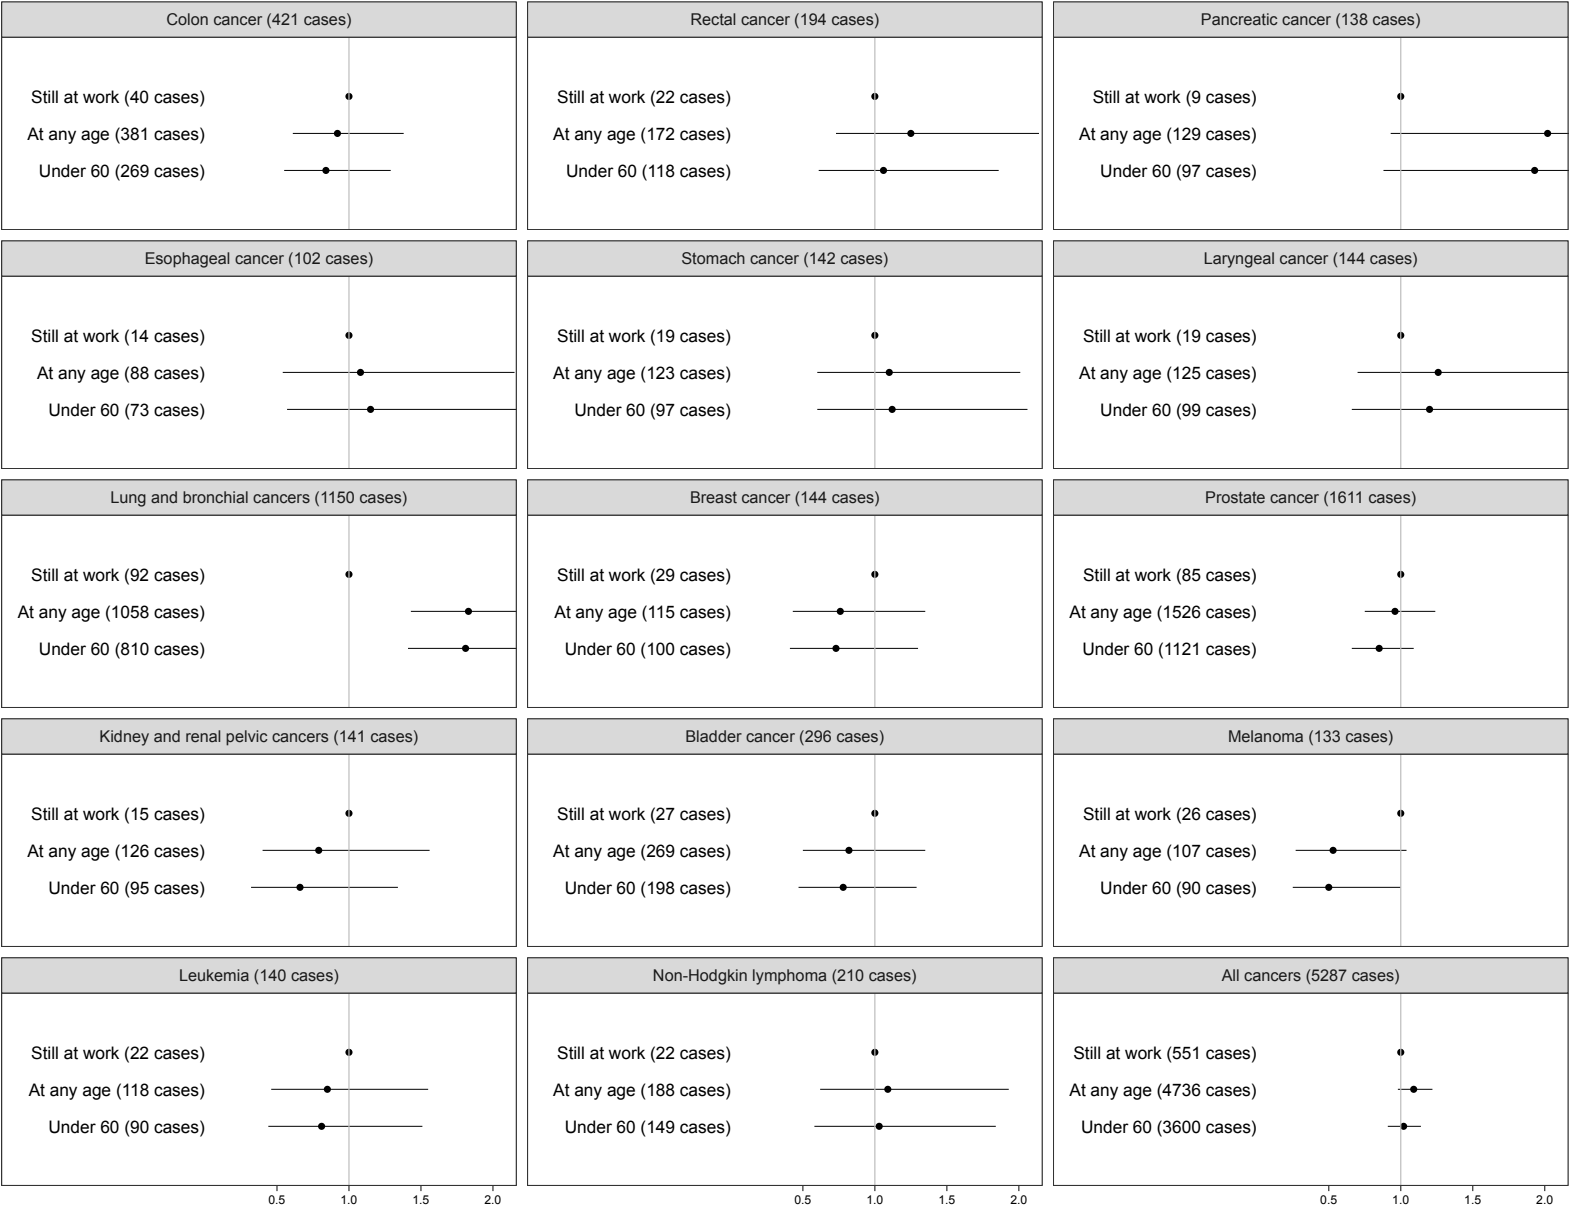 Colon cancer (421 cases)
Still at work (40 cases)
At any age (381 cases)
Under 60 (269 cases)
Rectal cancer (194 cases)
Still at work (22 cases)
At any age (172 cases)
Under 60 (118 cases)
Pancreatic cancer (138 cases)
Still at work (9 cases)
At any age (129 cases)
Under 60 (97 cases)
Esophageal cancer (102 cases)
Still at work (14 cases)
At any age (88 cases)
Under 60 (73 cases)
Stomach cancer (142 cases)
Still at work (19 cases)
At any age (123 cases)
Under 60 (97 cases)
Laryngeal cancer (144 cases)
Still at work (19 cases)
At any age (125 cases)
Under 60 (99 cases)
Lung and bronchial cancers (1150 cases)
Still at work (92 cases)
At any age (1058 cases)
Under 60 (810 cases)
Breast cancer (144 cases)
Still at work (29 cases)
At any age (115 cases)
Under 60 (100 cases)
Prostate cancer (1611 cases)
Still at work (85 cases)
At any age (1526 cases)
Under 60 (1121 cases)
Kidney and renal pelvic cancers (141 cases)
Still at work (15 cases)
At any age (126 cases)
Under 60 (95 cases)
Bladder cancer (296 cases)
Still at work (27 cases)
At any age (269 cases)
Under 60 (198 cases)
Melanoma (133 cases)
Still at work (26 cases)
At any age (107 cases)
Under 60 (90 cases)
Leukemia (140 cases)
Still at work (22 cases)
At any age (118 cases)
Under 60 (90 cases)
0.5 1.0 1.5 2.0
Non-Hodgkin lymphoma (210 cases)
Still at work (22 cases)
At any age (188 cases)
Under 60 (149 cases)
0.5 1.0 1.5 2.0
All cancers (5287 cases)
Still at work (551 cases)
At any age (4736 cases)
Under 60 (3600 cases)
0.5 1.0 1.5 2.0